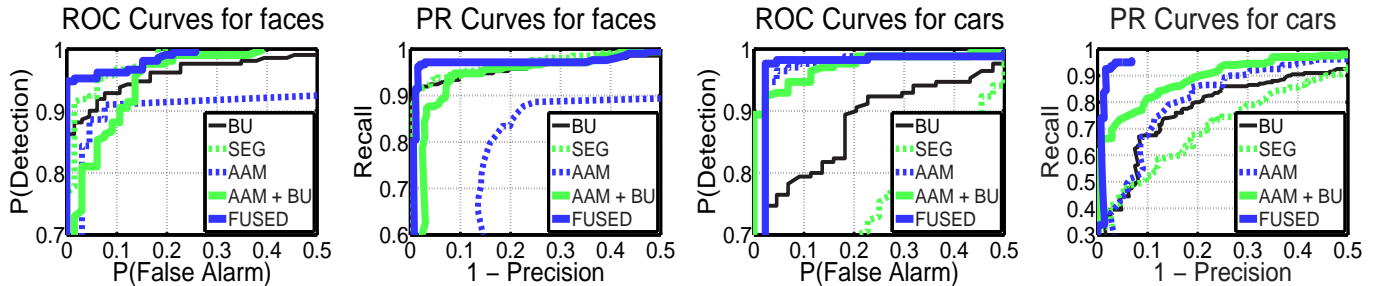 ROC Curves for faces
P(Detection)
1
0.9
0.8
0.7
0 0.1 0.2 0.3 0.4 0.5
P(False Alarm)
BU
SEG
AAM
AAM + BU
FUSED
PR Curves for faces
Recall
1
0.9
0.8
0.7
0.6
0 0.1 0.2 0.3 0.4 0.5
1 − Precision
BU
SEG
AAM
AAM + BU
FUSED
ROC Curves for cars
P(Detection)
1
0.9
0.8
0.7
0 0.1 0.2 0.3 0.4 0.5
P(False Alarm)
BU
SEG
AAM
AAM + BU
FUSED
PR Curves for cars
Recall
1
0.9
0.8
0.7
0.6
0.5
0.4
0.3
0 0.1 0.2 0.3 0.4 0.5
1 − Precision
BU
SEG
AAM
AAM + BU
FUSED